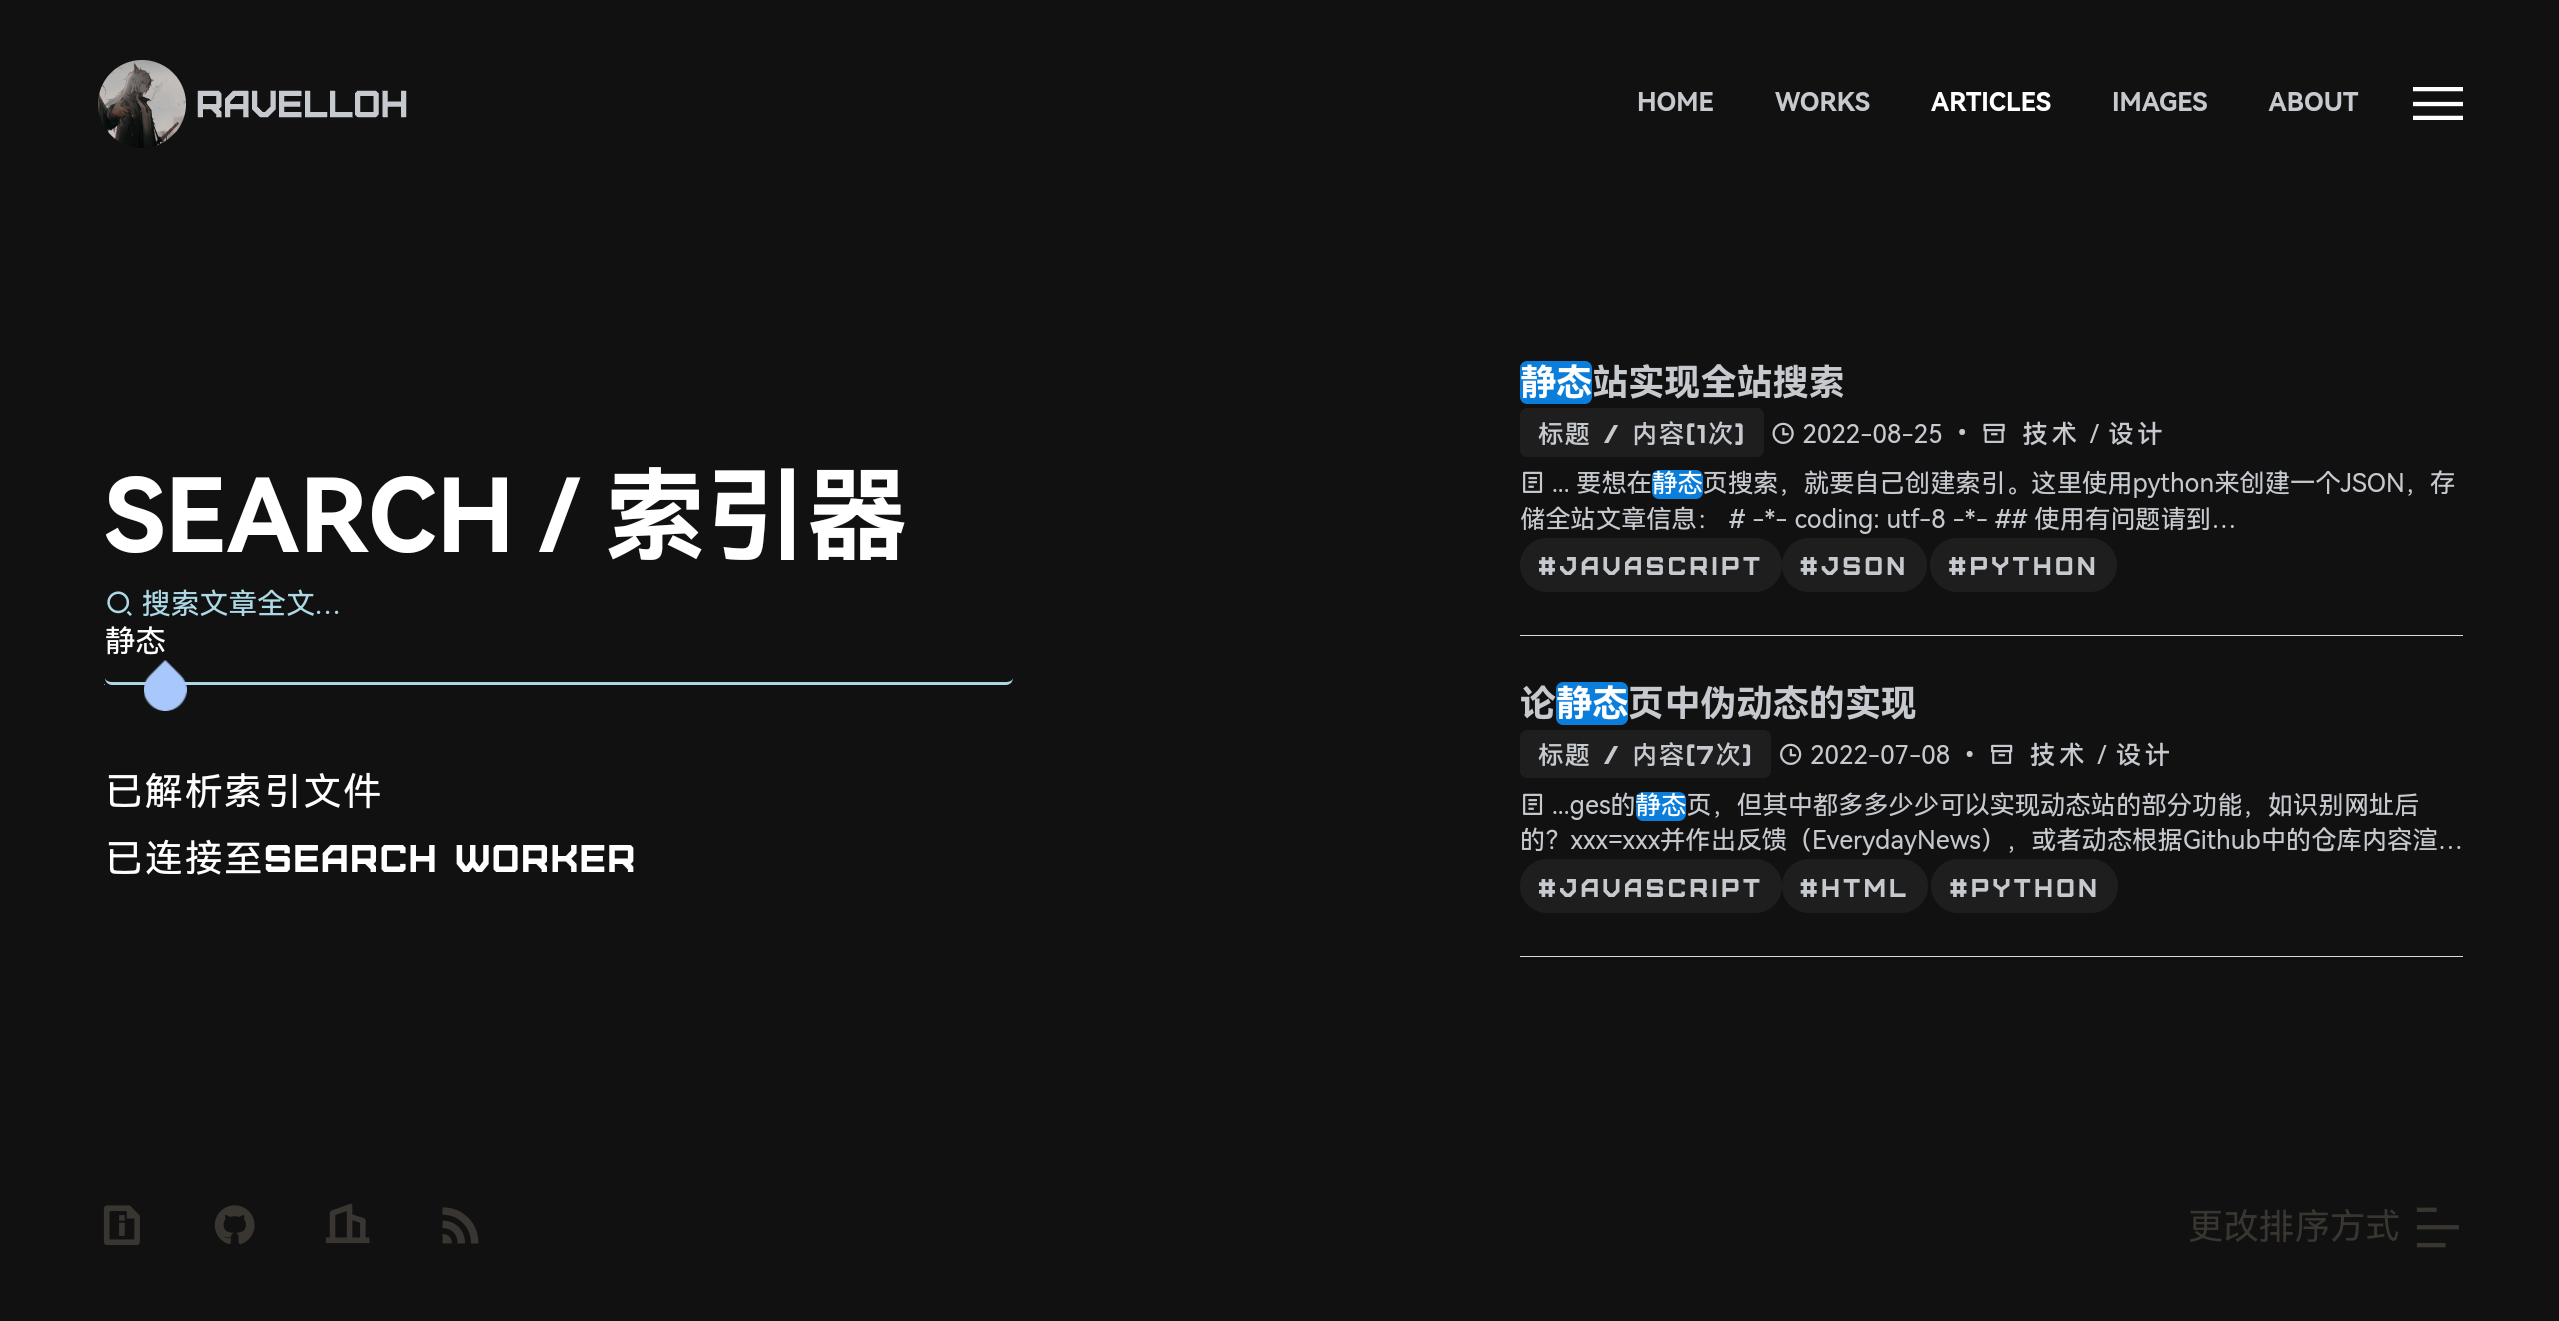 RAVELLOH
HOME WORKS ARTICLES IMAGES ABOUT
SEARCH / 索引器
搜索文章全文...
静态
已解析索引文件
已连接至SEARCH WORKER
静态站实现全站搜索
标题 / 内容[1次] 2022-08-25 • 技术 / 设计
... 要想在静态页搜索，就要自己创建索引。这里使用python来创建一个JSON，存
储全站文章信息： # -*- coding: utf-8 -*- ## 使用有问题请到...
#JAVASCRIPT #JSON #PYTHON
论静态页中伪动态的实现
标题 / 内容[7次] 2022-07-08 • 技术 / 设计
...ges的静态页，但其中都多多少少可以实现动态站的部分功能，如识别网址后
的？xxx=xxx并作出反馈（EverydayNews），或者动态根据Github中的仓库内容渲...
#JAVASCRIPT #HTML #PYTHON
更改排序方式